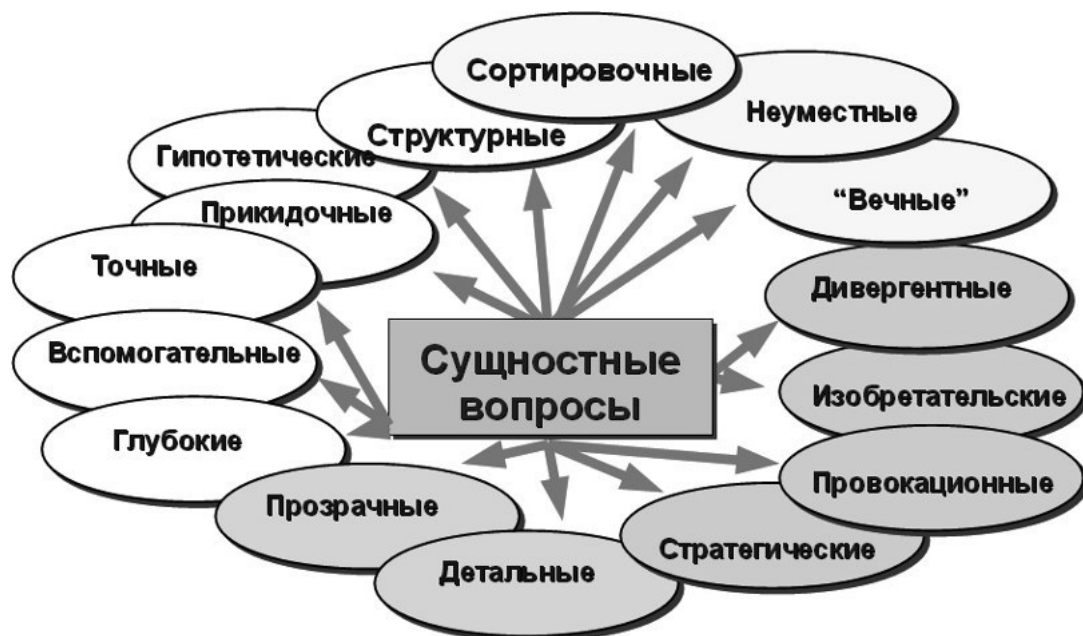 Сортировочные
Неуместные
Структурные
Гипотетические
“Вечные”
Прикидочные
Точные
Дивергентные
Сущностные
вопросы
Вспомогательные
Изобретательские
Глубокие
Провокационные
Прозрачные
Стратегические
Детальные